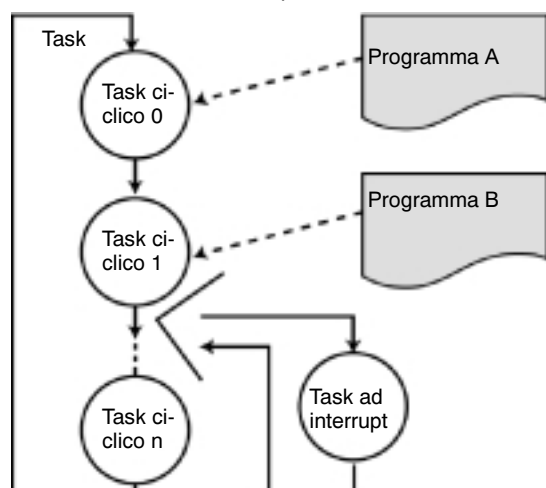 Task
Programma A
Task ci-
clico 0
Programma B
Task ci-
clico 1
Task ad
interrupt
Task ci-
clico n